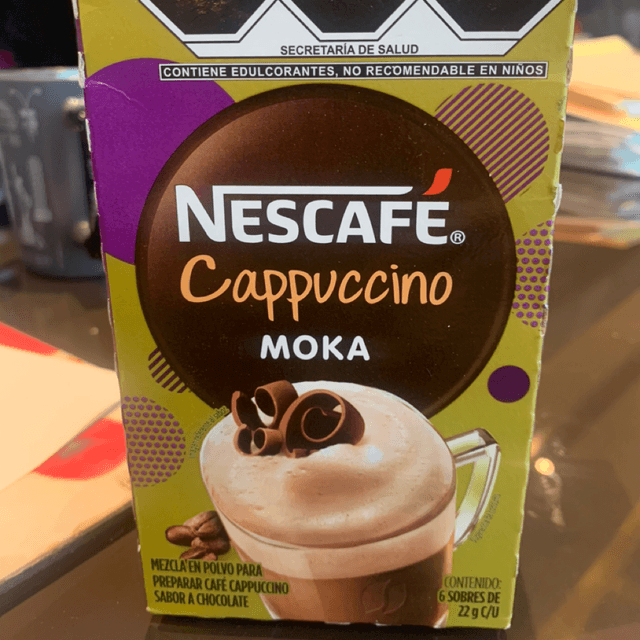 SECRETARÍA DE SALUD
CONTIENE EDULCORANTES, NO RECOMENDABLE EN NIÑOS
NESCAFÉ®
Cappuccino
MOKA
MEZCLA EN POLVO PARA
PREPARAR CAFÉ CAPPUCCINO
SABOR A CHOCOLATE
CONTENIDO:
6 SOBRES DE
22 g C/U